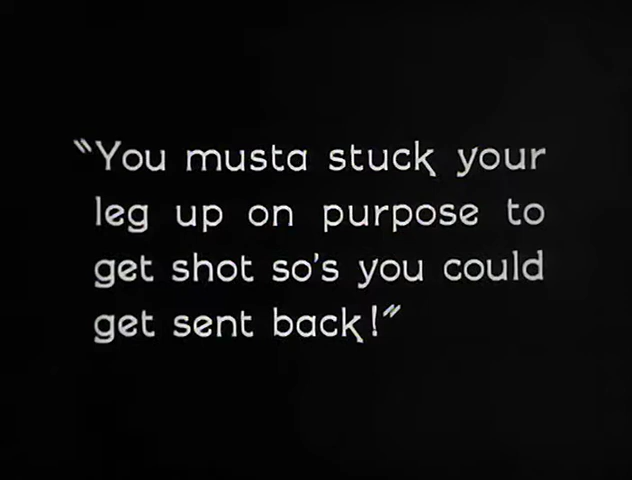 "You musta stuck your
leg up on purpose to
get shot so's you could
get sent back!"